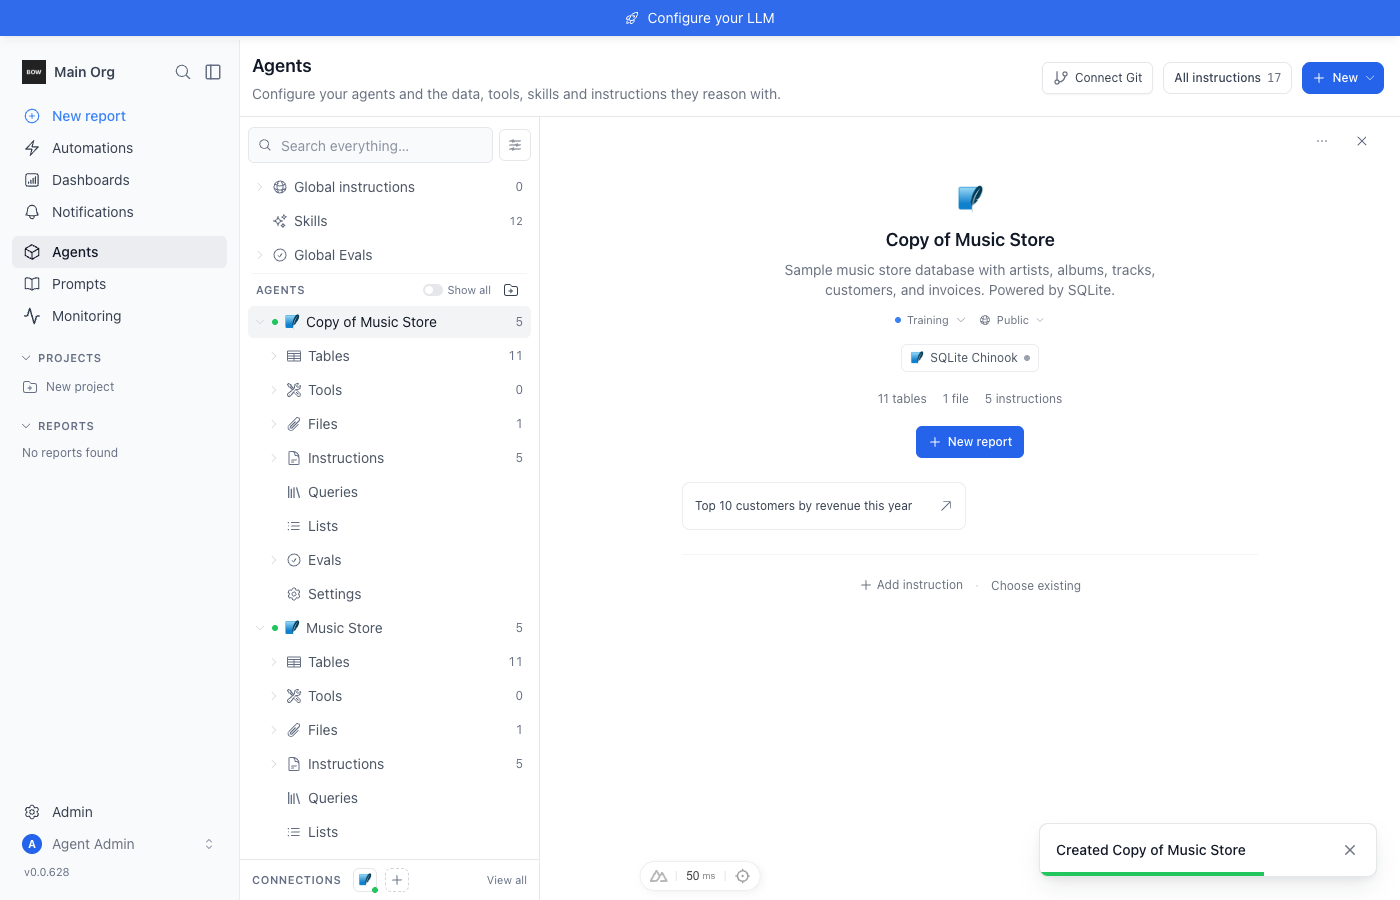 Configure your LLM
BOW
Main Org
New report
Automations
Dashboards
Notifications
Agents
Prompts
Monitoring
PROJECTS
New project
REPORTS
No reports found
Admin
A
Agent Admin
v0.0.628
Agents
Configure your agents and the data, tools, skills and instructions they reason with.
Connect Git
All instructions 17
New
Search everything...
Global instructions 0
Skills 12
Global Evals
AGENTS
Show all
Copy of Music Store 5
Tables 11
Tools 0
Files 1
Instructions 5
Queries
Lists
Evals
Settings
Music Store 5
Tables 11
Tools 0
Files 1
Instructions 5
Queries
Lists
CONNECTIONS
View all
Copy of Music Store
Sample music store database with artists, albums, tracks,
customers, and invoices. Powered by SQLite.
Training Public
SQLite Chinook
11 tables 1 file 5 instructions
New report
Top 10 customers by revenue this year
Add instruction · Choose existing
50 ms
Created Copy of Music Store